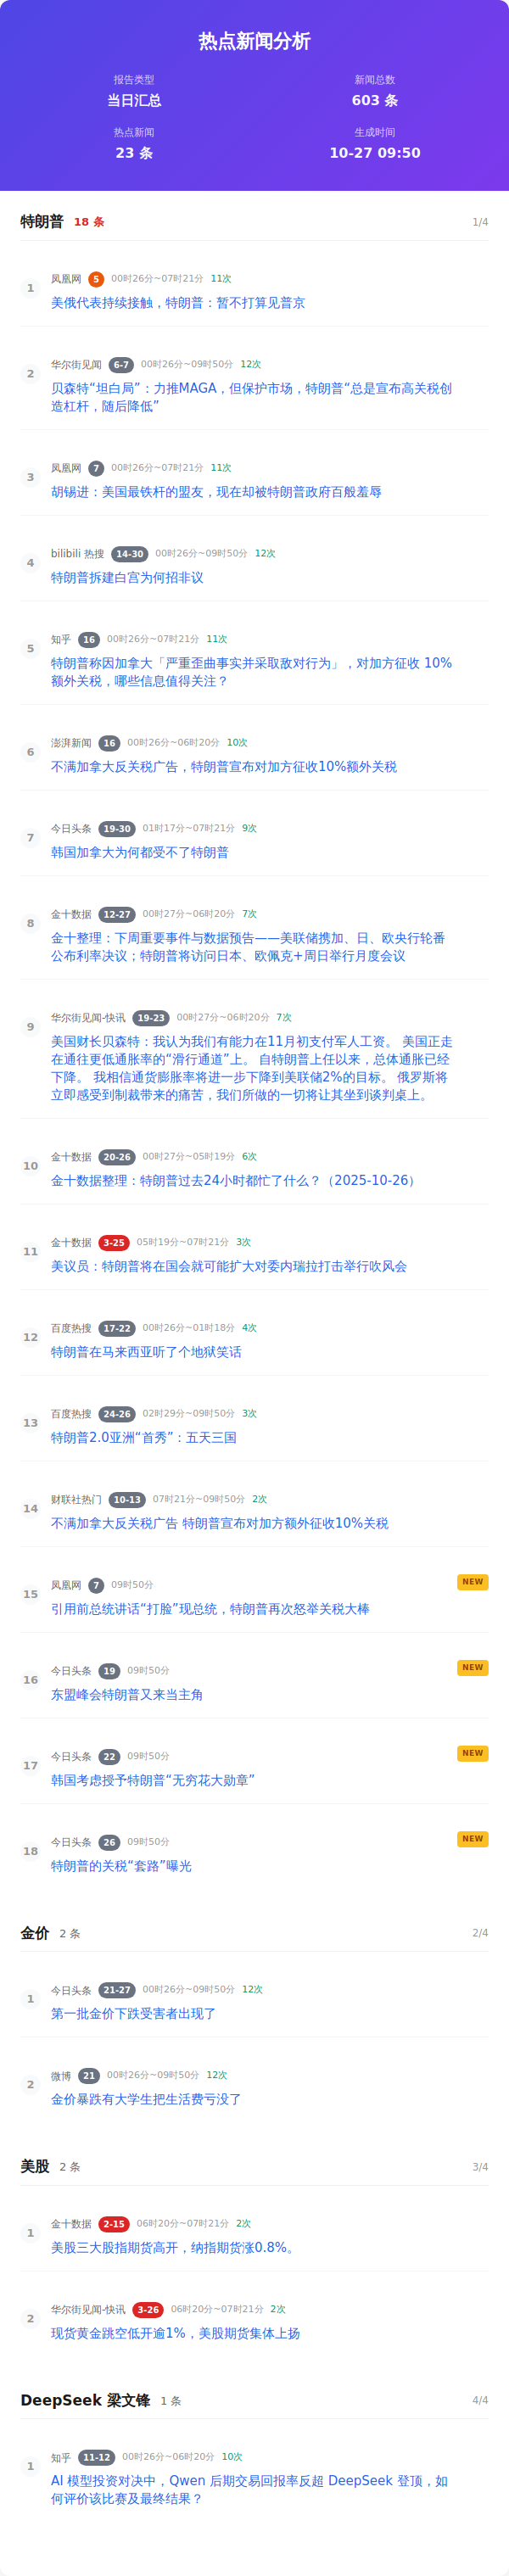 热点新闻分析
报告类型
新闻总数
当日汇总
603 条
热点新闻
生成时间
23 条
10-27 09:50
特朗普 18 条 1/4
1
凤凰网 5 00时26分~07时21分 11次
美俄代表持续接触，特朗普：暂不打算见普京
2
华尔街见闻 6-7 00时26分~09时50分 12次
贝森特“坦白局”：力推MAGA，但保护市场，特朗普“总是宣布高关税创
造杠杆，随后降低”
3
凤凰网 7 00时26分~07时21分 11次
胡锡进：美国最铁杆的盟友，现在却被特朗普政府百般羞辱
4
bilibili 热搜 14-30 00时26分~09时50分 12次
特朗普拆建白宫为何招非议
5
知乎 16 00时26分~07时21分 11次
特朗普称因加拿大「严重歪曲事实并采取敌对行为」，对加方征收 10%
额外关税，哪些信息值得关注？
6
澎湃新闻 16 00时26分~06时20分 10次
不满加拿大反关税广告，特朗普宣布对加方征收10%额外关税
7
今日头条 19-30 01时17分~07时21分 9次
韩国加拿大为何都受不了特朗普
8
金十数据 12-27 00时27分~06时20分 7次
金十整理：下周重要事件与数据预告——美联储携加、日、欧央行轮番
公布利率决议；特朗普将访问日本、欧佩克+周日举行月度会议
9
华尔街见闻-快讯 19-23 00时27分~06时20分 7次
美国财长贝森特：我认为我们有能力在11月初支付军人工资。 美国正走
在通往更低通胀率的“滑行通道”上。 自特朗普上任以来，总体通胀已经
下降。 我相信通货膨胀率将进一步下降到美联储2%的目标。 俄罗斯将
立即感受到制裁带来的痛苦，我们所做的一切将让其坐到谈判桌上。
10
金十数据 20-26 00时27分~05时19分 6次
金十数据整理：特朗普过去24小时都忙了什么？（2025-10-26）
11
金十数据 3-25 05时19分~07时21分 3次
美议员：特朗普将在国会就可能扩大对委内瑞拉打击举行吹风会
12
百度热搜 17-22 00时26分~01时18分 4次
特朗普在马来西亚听了个地狱笑话
13
百度热搜 24-26 02时29分~09时50分 3次
特朗普2.0亚洲“首秀”：五天三国
14
财联社热门 10-13 07时21分~09时50分 2次
不满加拿大反关税广告 特朗普宣布对加方额外征收10%关税
15
凤凰网 7 09时50分 NEW
引用前总统讲话“打脸”现总统，特朗普再次怒举关税大棒
16
今日头条 19 09时50分 NEW
东盟峰会特朗普又来当主角
17
今日头条 22 09时50分 NEW
韩国考虑授予特朗普“无穷花大勋章”
18
今日头条 26 09时50分 NEW
特朗普的关税“套路”曝光
金价 2 条 2/4
1
今日头条 21-27 00时26分~09时50分 12次
第一批金价下跌受害者出现了
2
微博 21 00时26分~09时50分 12次
金价暴跌有大学生把生活费亏没了
美股 2 条 3/4
1
金十数据 2-15 06时20分~07时21分 2次
美股三大股指期货高开，纳指期货涨0.8%。
2
华尔街见闻-快讯 3-26 06时20分~07时21分 2次
现货黄金跳空低开逾1%，美股期货集体上扬
DeepSeek 梁文锋 1 条 4/4
1
知乎 11-12 00时26分~06时20分 10次
AI 模型投资对决中，Qwen 后期交易回报率反超 DeepSeek 登顶，如
何评价该比赛及最终结果？